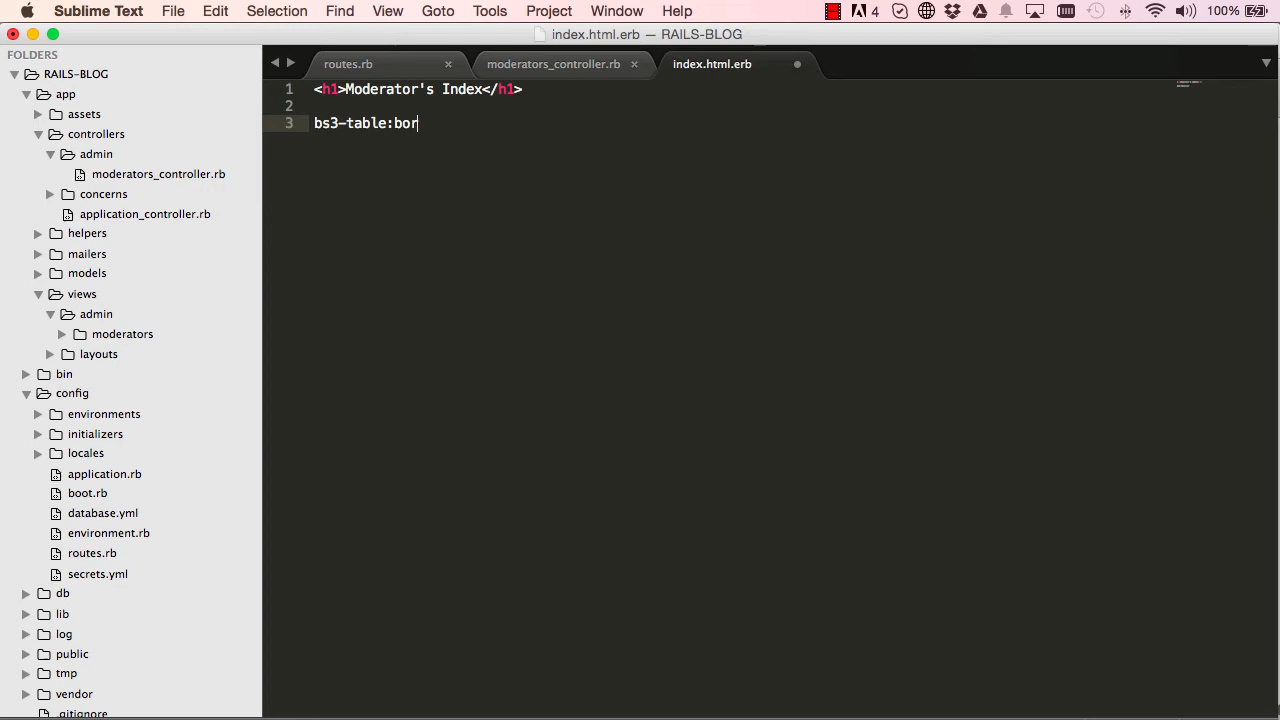 Sublime Text File Edit Selection Find View Goto Tools Project Window Help 4 100%
index.html.erb — RAILS-BLOG
FOLDERS
RAILS-BLOG
app
assets
controllers
admin
moderators_controller.rb
concerns
application_controller.rb
helpers
mailers
models
views
admin
moderators
layouts
bin
config
environments
initializers
locales
application.rb
boot.rb
database.yml
environment.rb
routes.rb
secrets.yml
db
lib
log
public
tmp
vendor
.gitignore
routes.rb × moderators_controller.rb × index.html.erb
1 <h1>Moderator's Index</h1>
2
3 bs3-table:bor